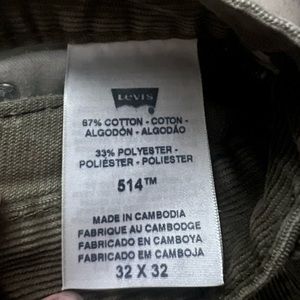 Levi's
67% COTTON - COTON -
ALGODÓN - ALGODÃO
33% POLYESTER -
POLIÉSTER - POLIESTER
514™
MADE IN CAMBODIA
FABRIQUE AU CAMBODGE
FABRICADO EN CAMBOYA
FABRICADO EM CAMBOJA
32 X 32